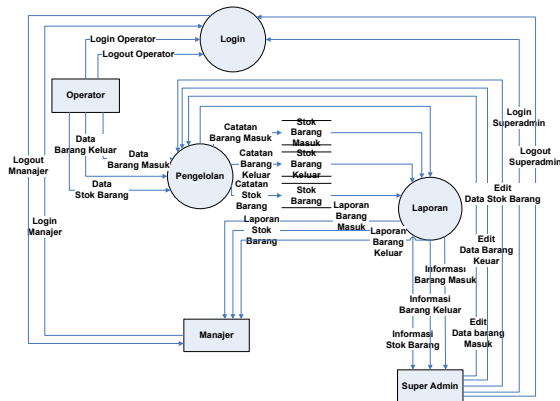 Login Operator
Logout Operator
Login
Operator
Data
Barang Keluar
Data
Barang Masuk
Data
Stok Barang
Pengelolan
Catatan
Barang Masuk
Catatan
Barang
Keluar
Catatan
Stok
Barang
Stok
Barang
Masuk
Stok
Barang
Keluar
Stok
Barang
Laporan
Laporan
Barang
Masuk
Laporan
Stok
Barang
Laporan
Barang
Keluar
Logout
Mnanajer
Login
Manajer
Manajer
Informasi
Barang Masuk
Informasi
Barang Keluar
Informasi
Stok Barang
Super Admin
Login
Superadmin
Logout
Superadmin
Edit
Data Stok Barang
Edit
Data Barang
Keuar
Edit
Data barang
Masuk